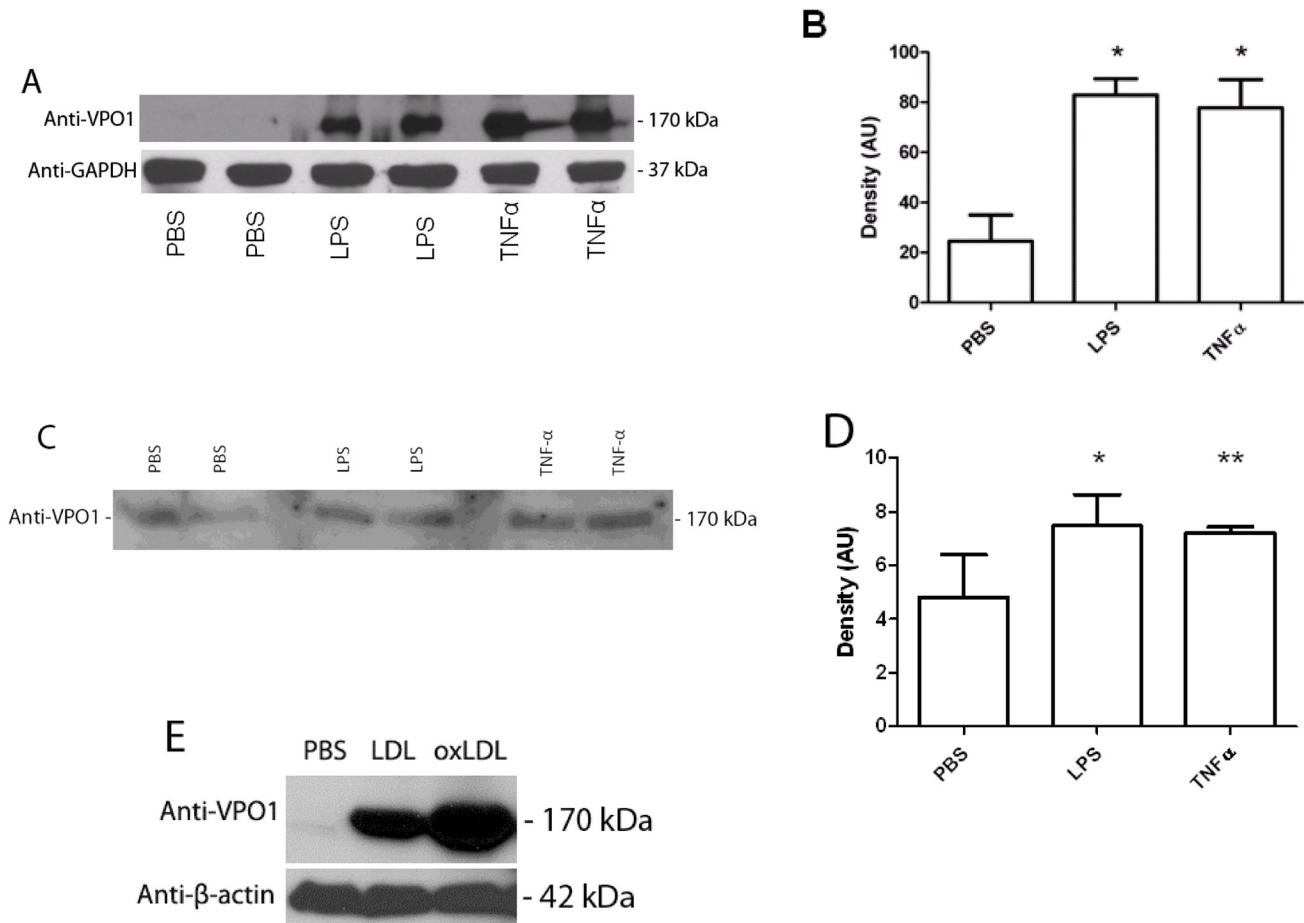 A
Anti-VPO1
- 170 kDa
Anti-GAPDH
- 37 kDa
PBS
PBS
LPS
LPS
TNFα
TNFα
B
Density (AU)
100
80
60
40
20
0
*
*
PBS
LPS
TNFα
C
PBS
PBS
LPS
LPS
TNF-α
TNF-α
Anti-VPO1 -
- 170 kDa
D
Density (AU)
10
8
6
4
2
0
*
**
PBS
LPS
TNFα
E
PBS LDL oxLDL
Anti-VPO1
- 170 kDa
Anti-β-actin
- 42 kDa